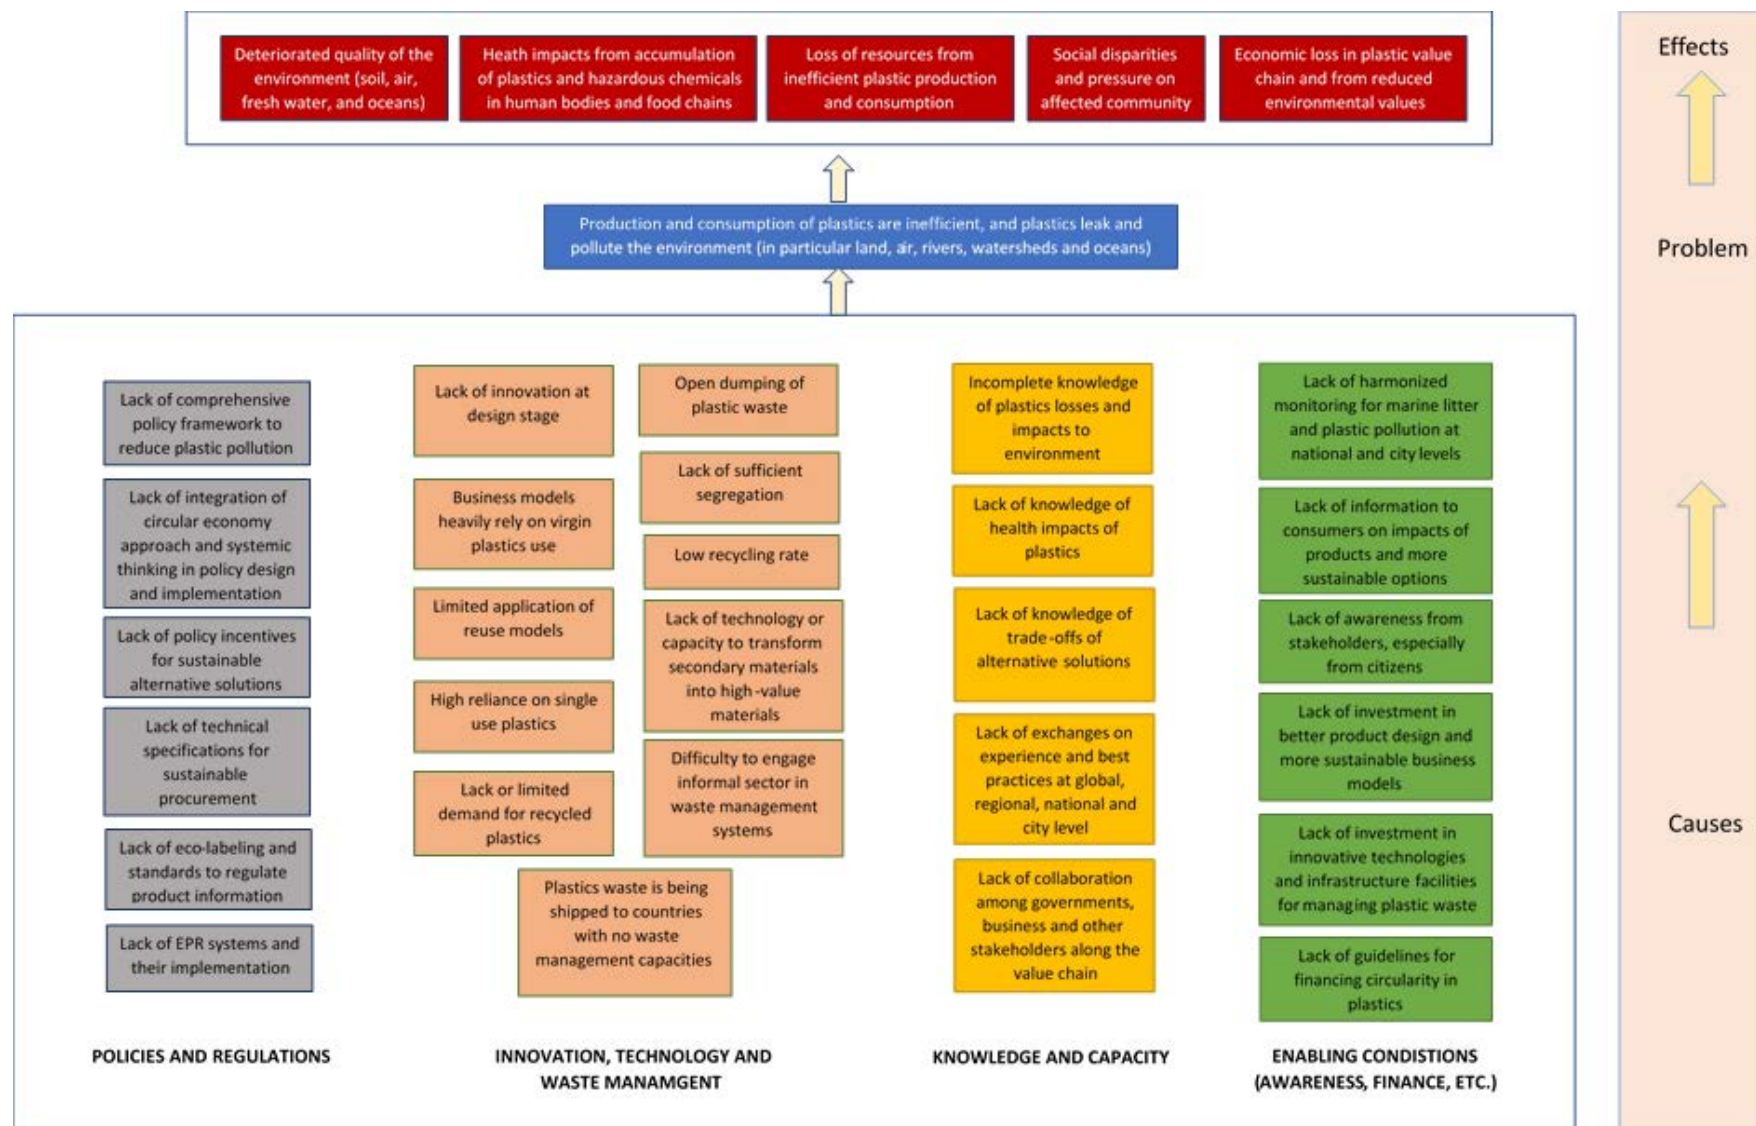 Deteriorated quality of the
environment (soil, air,
fresh water, and oceans)
Heath impacts from accumulation
of plastics and hazardous chemicals
in human bodies and food chains
Loss of resources from
inefficient plastic production
and consumption
Social disparities
and pressure on
affected community
Economic loss in plastic value
chain and from reduced
environmental values
Effects
Production and consumption of plastics are inefficient, and plastics leak and
pollute the environment (in particular land, air, rivers, watersheds and oceans)
Problem
Lack of comprehensive
policy framework to
reduce plastic pollution
Lack of integration of
circular economy
approach and systemic
thinking in policy design
and implementation
Lack of policy incentives
for sustainable
alternative solutions
Lack of technical
specifications for
sustainable
procurement
Lack of eco-labeling and
standards to regulate
product information
Lack of EPR systems and
their implementation
POLICIES AND REGULATIONS
Lack of innovation at
design stage
Business models
heavily rely on virgin
plastics use
Limited application of
reuse models
High reliance on single
use plastics
Lack or limited
demand for recycled
plastics
Open dumping of
plastic waste
Lack of sufficient
segregation
Low recycling rate
Lack of technology or
capacity to transform
secondary materials
into high-value
materials
Difficulty to engage
informal sector in
waste management
systems
Plastics waste is being
shipped to countries
with no waste
management capacities
INNOVATION, TECHNOLOGY AND
WASTE MANAMGENT
Incomplete knowledge
of plastics losses and
impacts to
environment
Lack of knowledge of
health impacts of
plastics
Lack of knowledge of
trade-offs of
alternative solutions
Lack of exchanges on
experience and best
practices at global,
regional, national and
city level
Lack of collaboration
among governments,
business and other
stakeholders along the
value chain
KNOWLEDGE AND CAPACITY
Lack of harmonized
monitoring for marine litter
and plastic pollution at
national and city levels
Lack of information to
consumers on impacts of
products and more
sustainable options
Lack of awareness from
stakeholders, especially
from citizens
Lack of investment in
better product design and
more sustainable business
models
Lack of investment in
innovative technologies
and infrastructure facilities
for managing plastic waste
Lack of guidelines for
financing circularity in
plastics
ENABLING CONDISTIONS
(AWARENESS, FINANCE, ETC.)
Causes